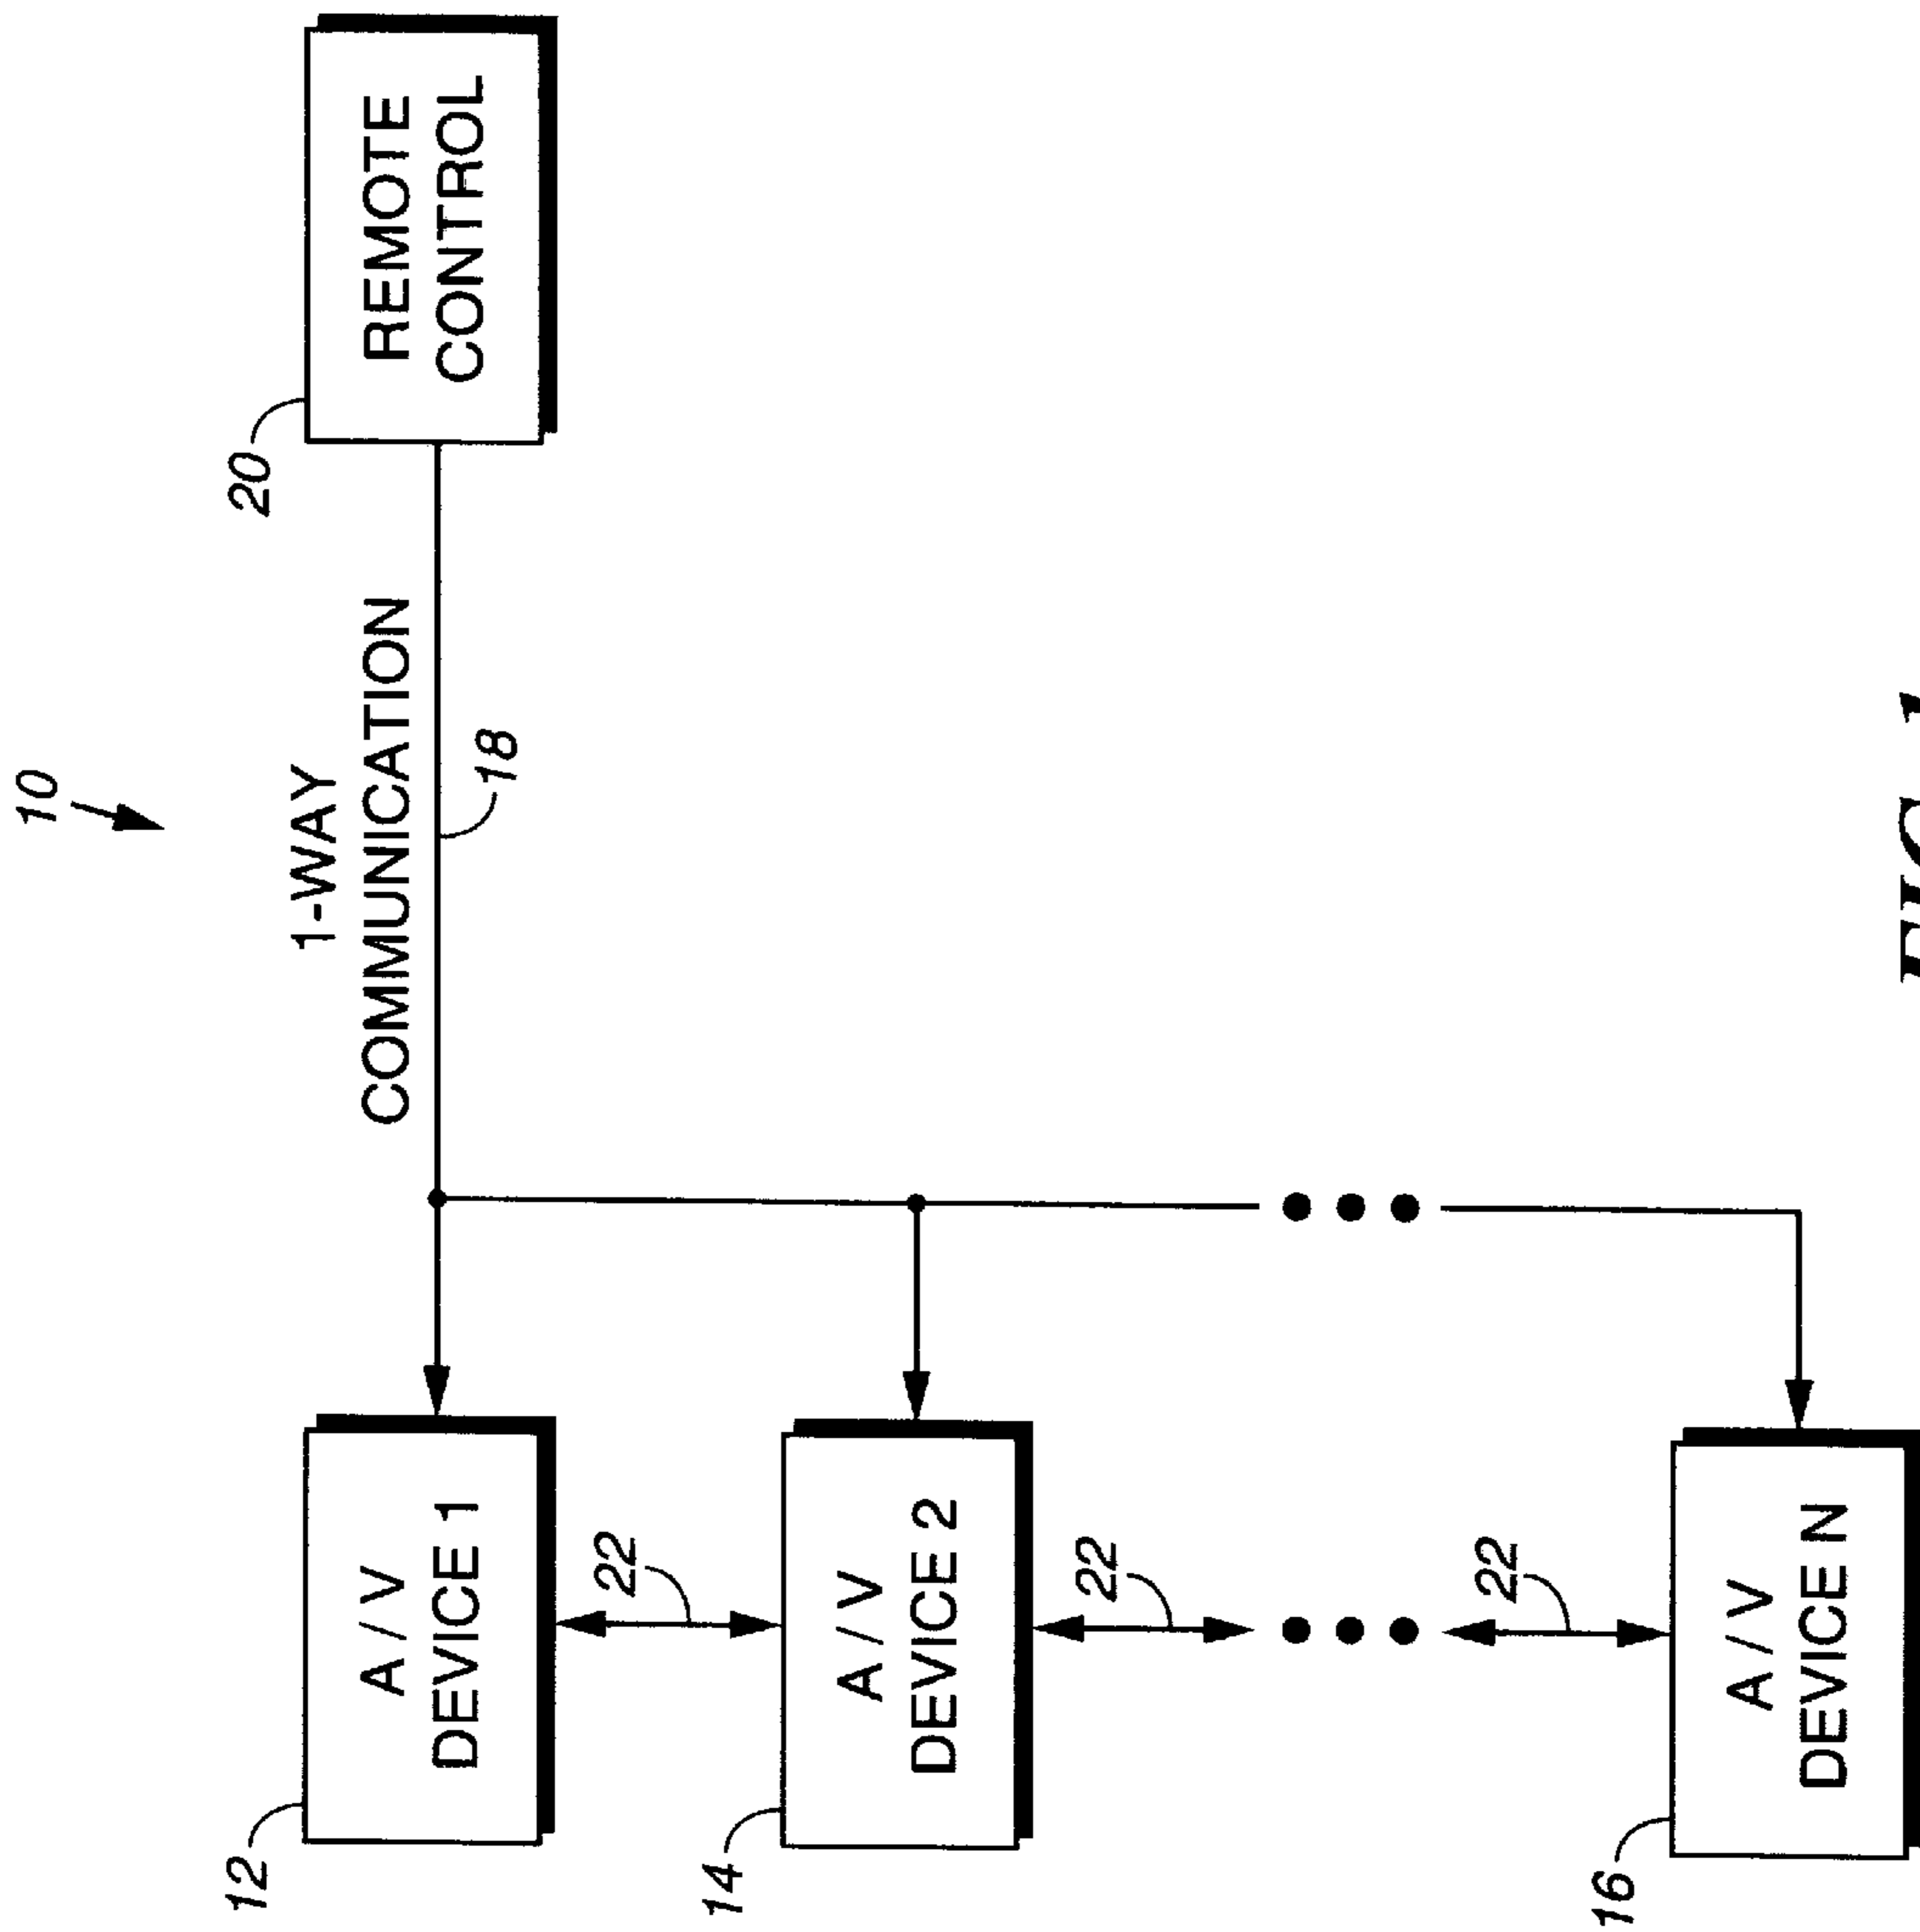 10
12
A / V
DEVICE 1
1-WAY
COMMUNICATION
18
20
REMOTE
CONTROL
22
14
A / V
DEVICE 2
22
22
16
A / V
DEVICE N